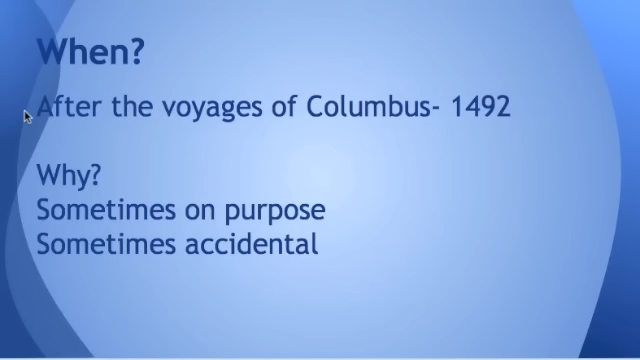 When?
After the voyages of Columbus- 1492
Why?
Sometimes on purpose
Sometimes accidental